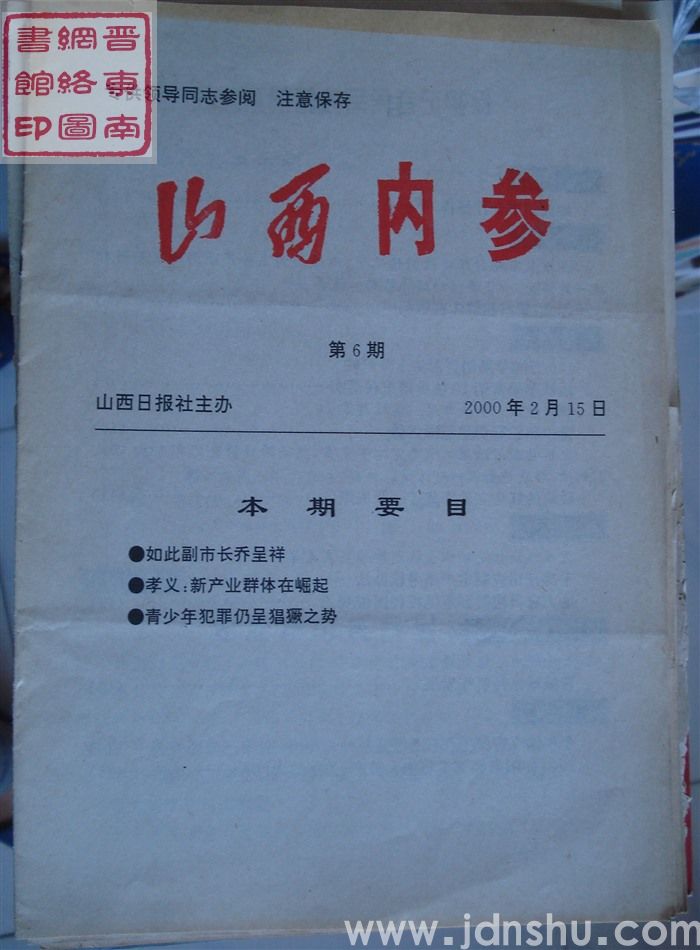 晋东南
網絡圖
書館印
专供领导同志参阅 注意保存
山西内参
第6期
山西日报社主办 2000年2月15日
本期要目
●如此副市长乔呈祥
●孝义:新产业群体在崛起
●青少年犯罪仍呈猖獗之势
www.jdnshu.com